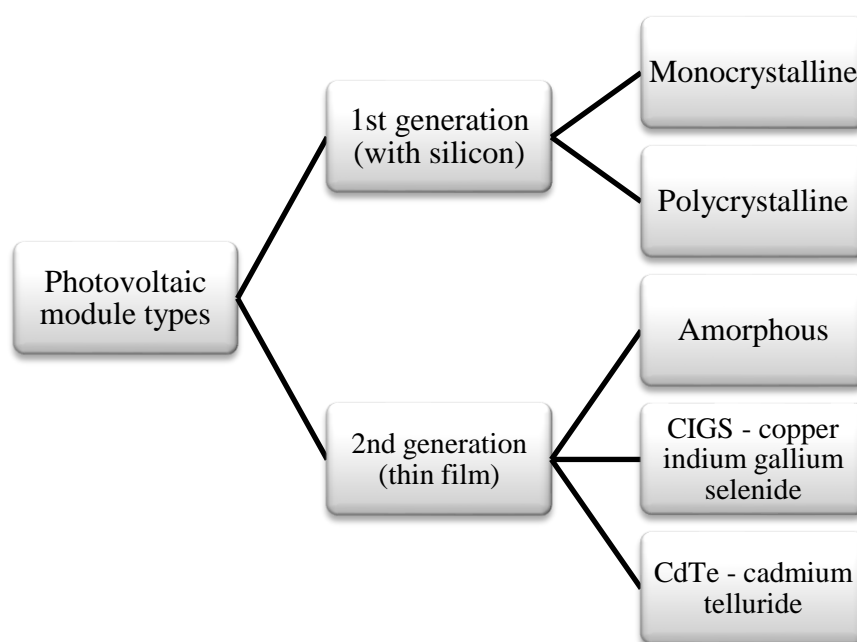 Photovoltaic
module types
1st generation
(with silicon)
Monocrystalline
Polycrystalline
2nd generation
(thin film)
Amorphous
CIGS - copper
indium gallium
selenide
CdTe - cadmium
telluride